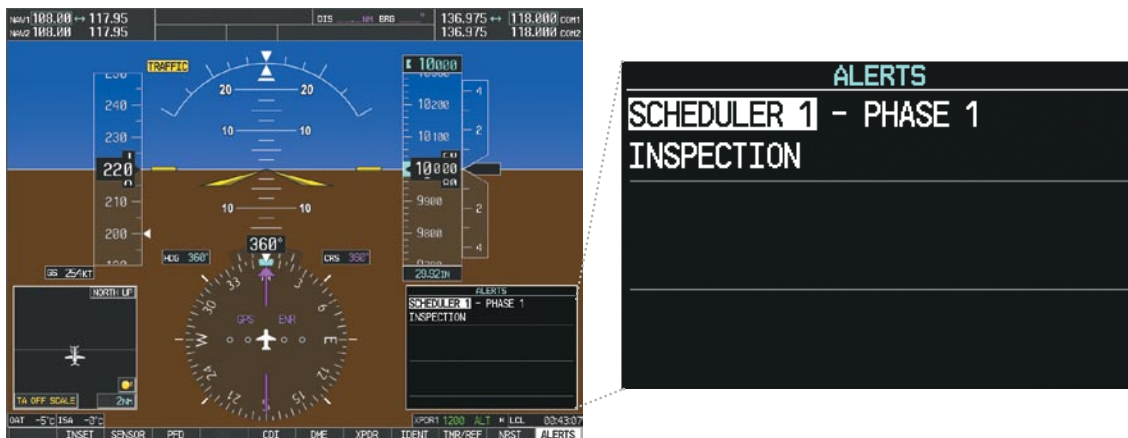 NAV1 108.00 ↔ 117.95
NAV2 108.00 117.95
DIS __._ NM BRG ___°
136.975 ↔ 118.000 COM1
136.975 118.000 COM2
TRAFFIC
10000
20 20
10 10
10 10
240
230
220
210
200
10200
10100
10000
9900
9800
4
2
2
4
29.92IN
GS 254KT
HDG 360°
360°
CRS 360°
33 3
30 6
W E
24 12
21 S 15
GPS ENR
NORTH UP
TA OFF SCALE
2NM
ALERTS
SCHEDULER 1 - PHASE 1
INSPECTION
OAT -5°C ISA -0°C
XPDR1 1200 ALT R LCL 00:43:07
INSET SENSOR PFD CDI DME XPDR IDENT TMR/REF NRST ALERTS
ALERTS
SCHEDULER 1 - PHASE 1
INSPECTION